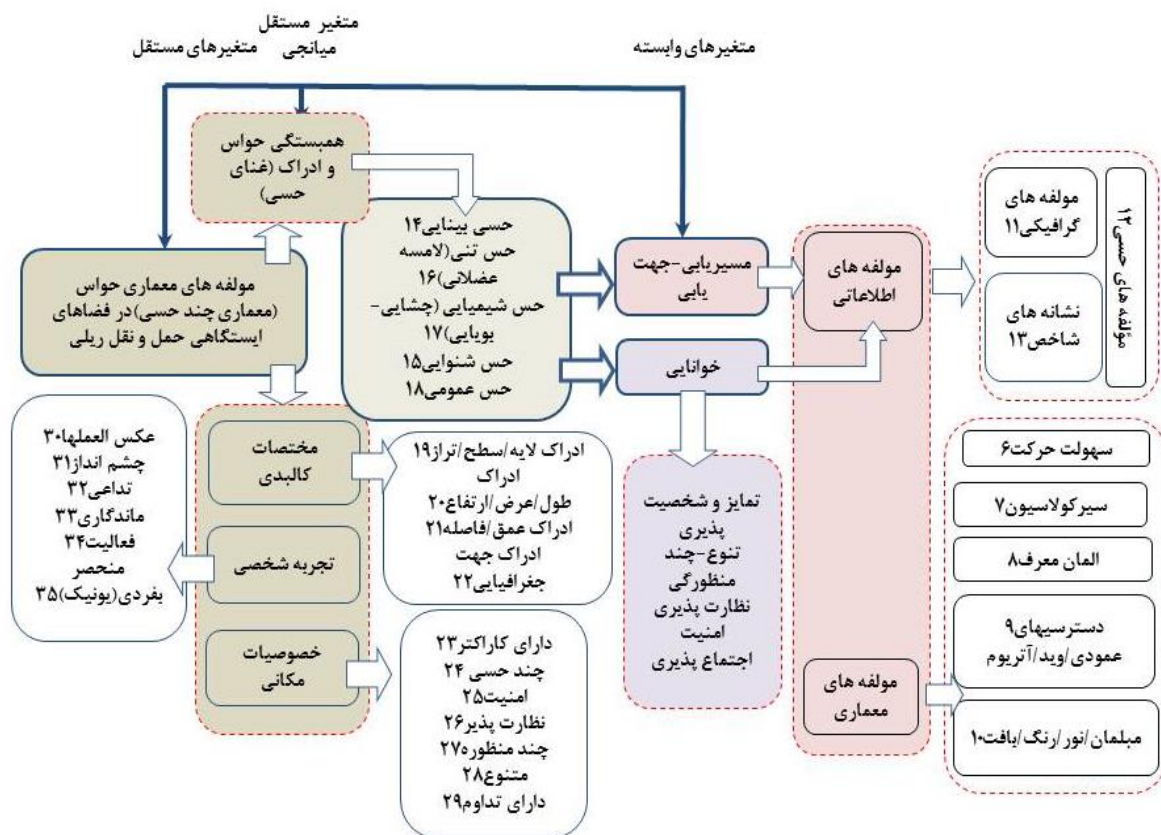 متغیرهای مستقل
متغیر مستقل
میانجی
متغیرهای وابسته
همبستگی حواس
و ادراک (غنای
حسی)
مولفه های معماری حواس
(معماری چند حسی)در فضاهای
ایستگاهی حمل و نقل ریلی
حسی بینایی۱۴
حس تنی(لامسه
عضلانی)۱۶
حس شیمیایی (چشایی-
بویایی)۱۷
حس شنوایی۱۵
حس عمومی۱۸
مسیریابی-جهت
یابی
خوانایی
مولفه های
اطلاعاتی
مولفه های
گرافیکی۱۱
نشانه های
شاخص۱۳
مؤلفه های حسی۱۲
مختصات
کالبدی
تجربه شخصی
خصوصیات
مکانی
عکس العملها۳۰
چشم انداز۳۱
تداعی۳۲
ماندگاری۳۳
فعالیت۳۴
منحصر
بفردی(یونیک)۳۵
ادراک لایه/سطح/تراز۱۹
ادراک
طول/عرض/ارتفاع۲۰
ادراک عمق/فاصله۲۱
ادراک جهت
جغرافیایی۲۲
دارای کاراکتر۲۳
چند حسی ۲۴
امنیت۲۵
نظارت پذیر۲۶
چند منظوره۲۷
متنوع۲۸
دارای تداوم۲۹
تمایز و شخصیت
پذیری
تنوع-چند
منظورگی
نظارت پذیری
امنیت
اجتماع پذیری
مولفه های
معماری
سهولت حرکت۶
سیرکولاسیون۷
المان معرف۸
دسترسیهای۹
عمودی/وید/آتریوم
مبلمان/نور/رنگ/بافت۱۰